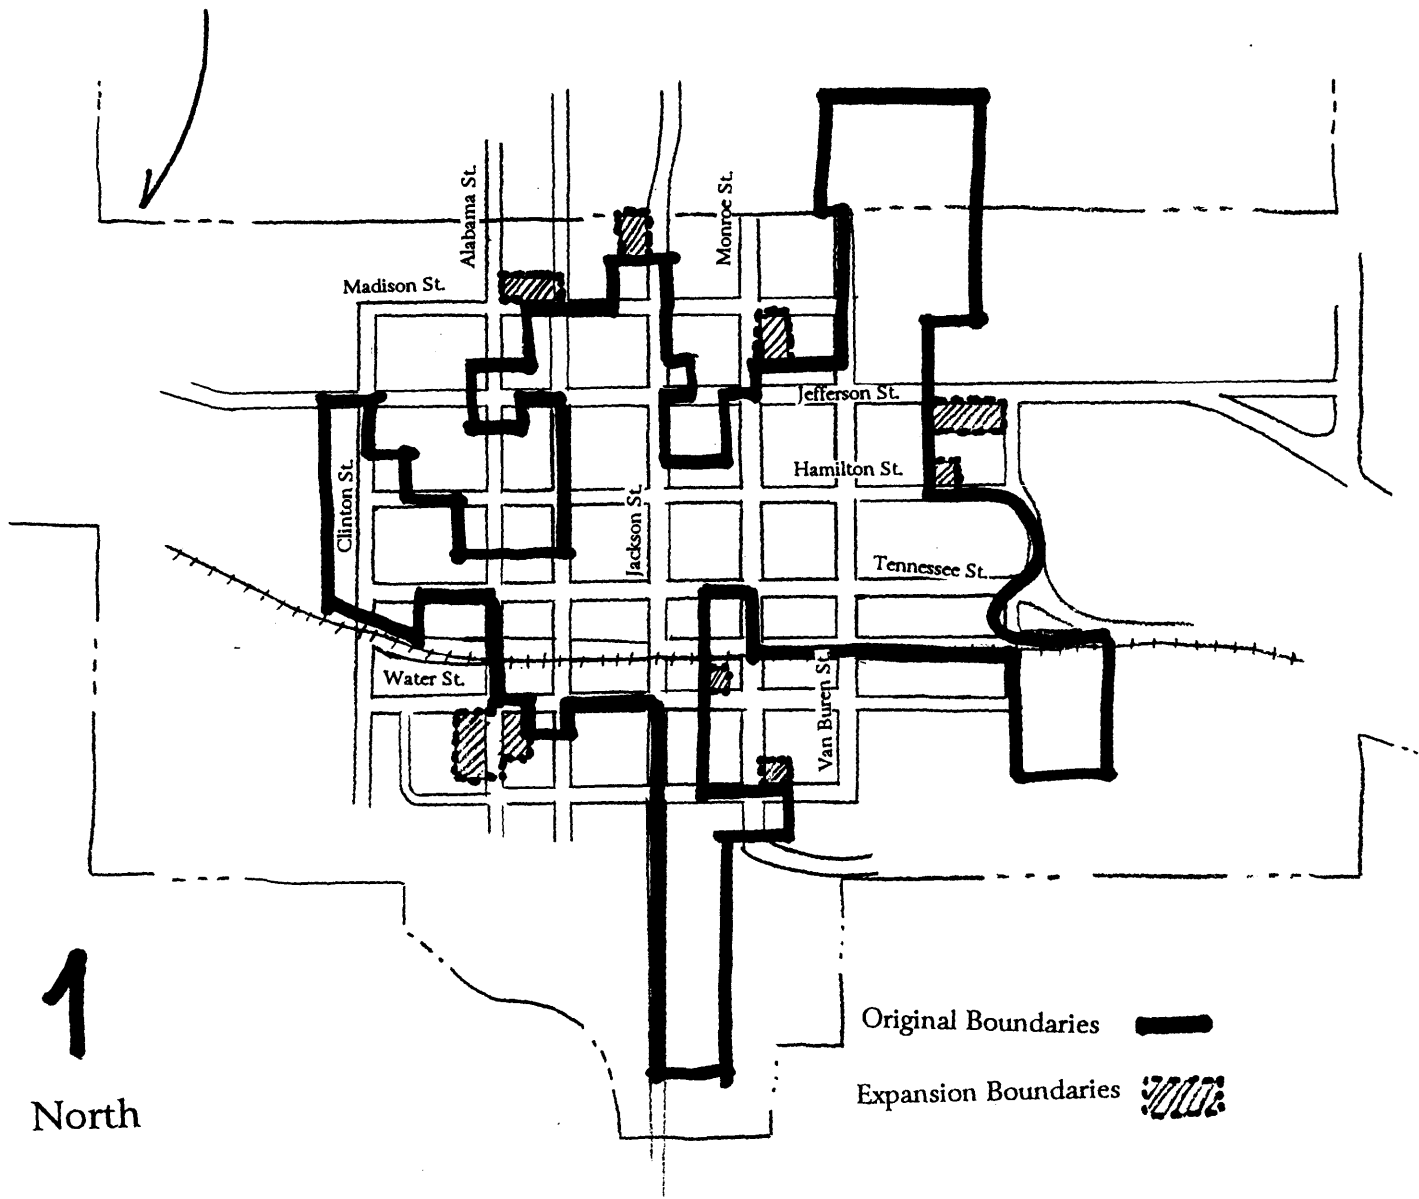 Alabama St.
Monroe St.
Madison St.
Jefferson St.
Hamilton St.
Clinton St.
Jackson St.
Tennessee St.
Water St.
Van Buren St.
Original Boundaries
Expansion Boundaries
North